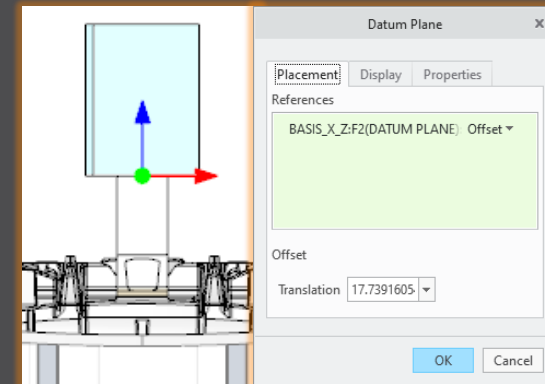 Datum Plane
x
Placement Display Properties
References
BASIS_X_Z:F2(DATUM PLANE) Offset
Offset
Translation 17.7391605
OK Cancel